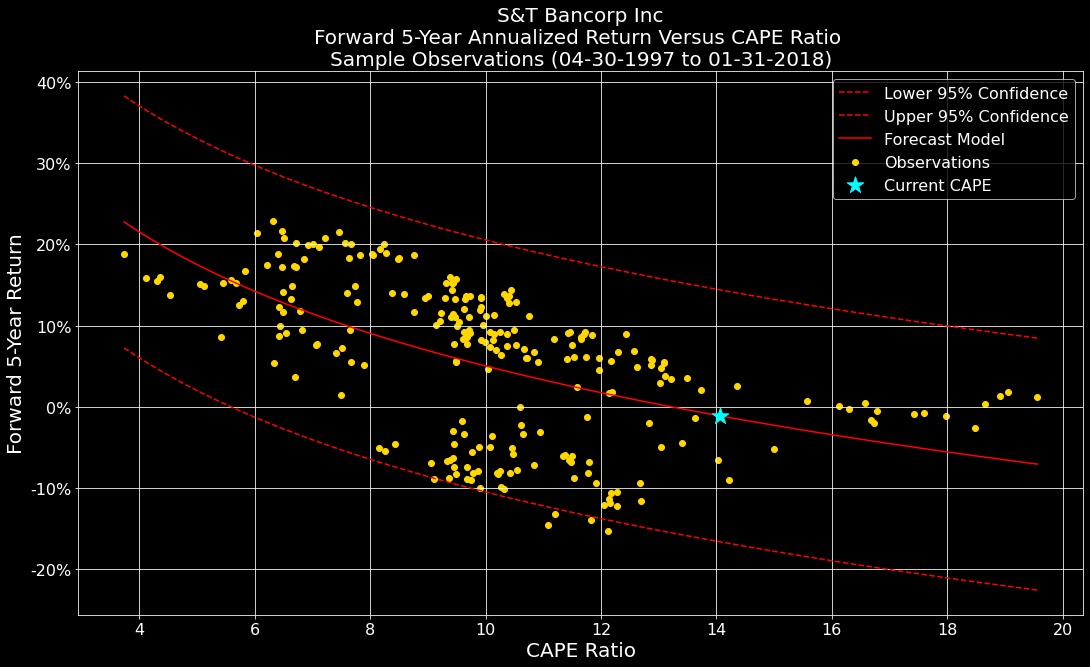 S&T Bancorp Inc
Forward 5-Year Annualized Return Versus CAPE Ratio
Sample Observations (04-30-1997 to 01-31-2018)
Lower 95% Confidence
Upper 95% Confidence
Forecast Model
Observations
Current CAPE
Forward 5-Year Return
40%
30%
20%
10%
0%
-10%
-20%
4 6 8 10 12 14 16 18 20
CAPE Ratio